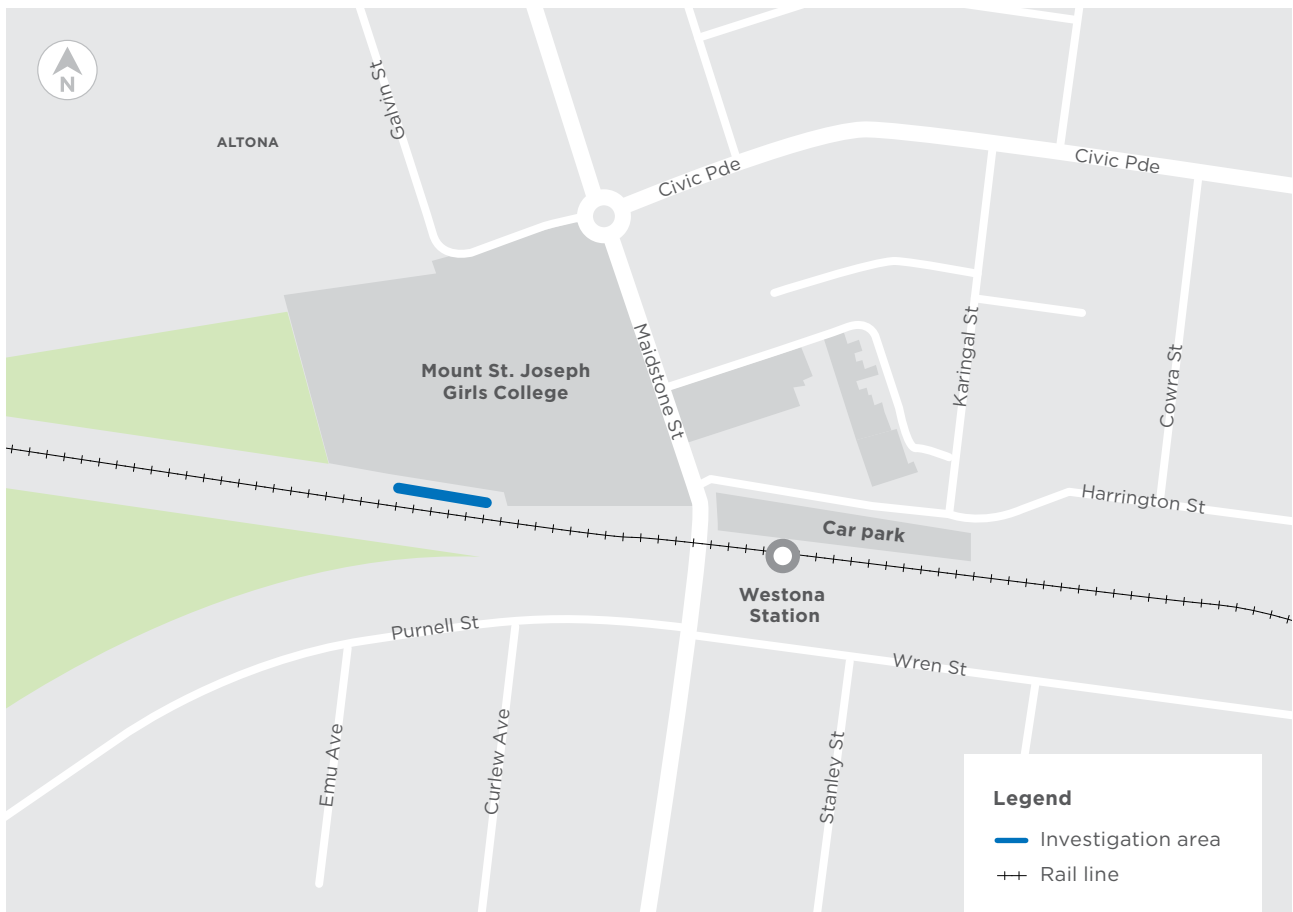 N
Galvin St
ALTONA
Civic Pde
Civic Pde
Maidstone St
Mount St. Joseph
Girls College
Karingal St
Cowra St
Harrington St
Car park
Westona
Station
Purnell St
Wren St
Emu Ave
Curlew Ave
Stanley St
Legend
Investigation area
Rail line